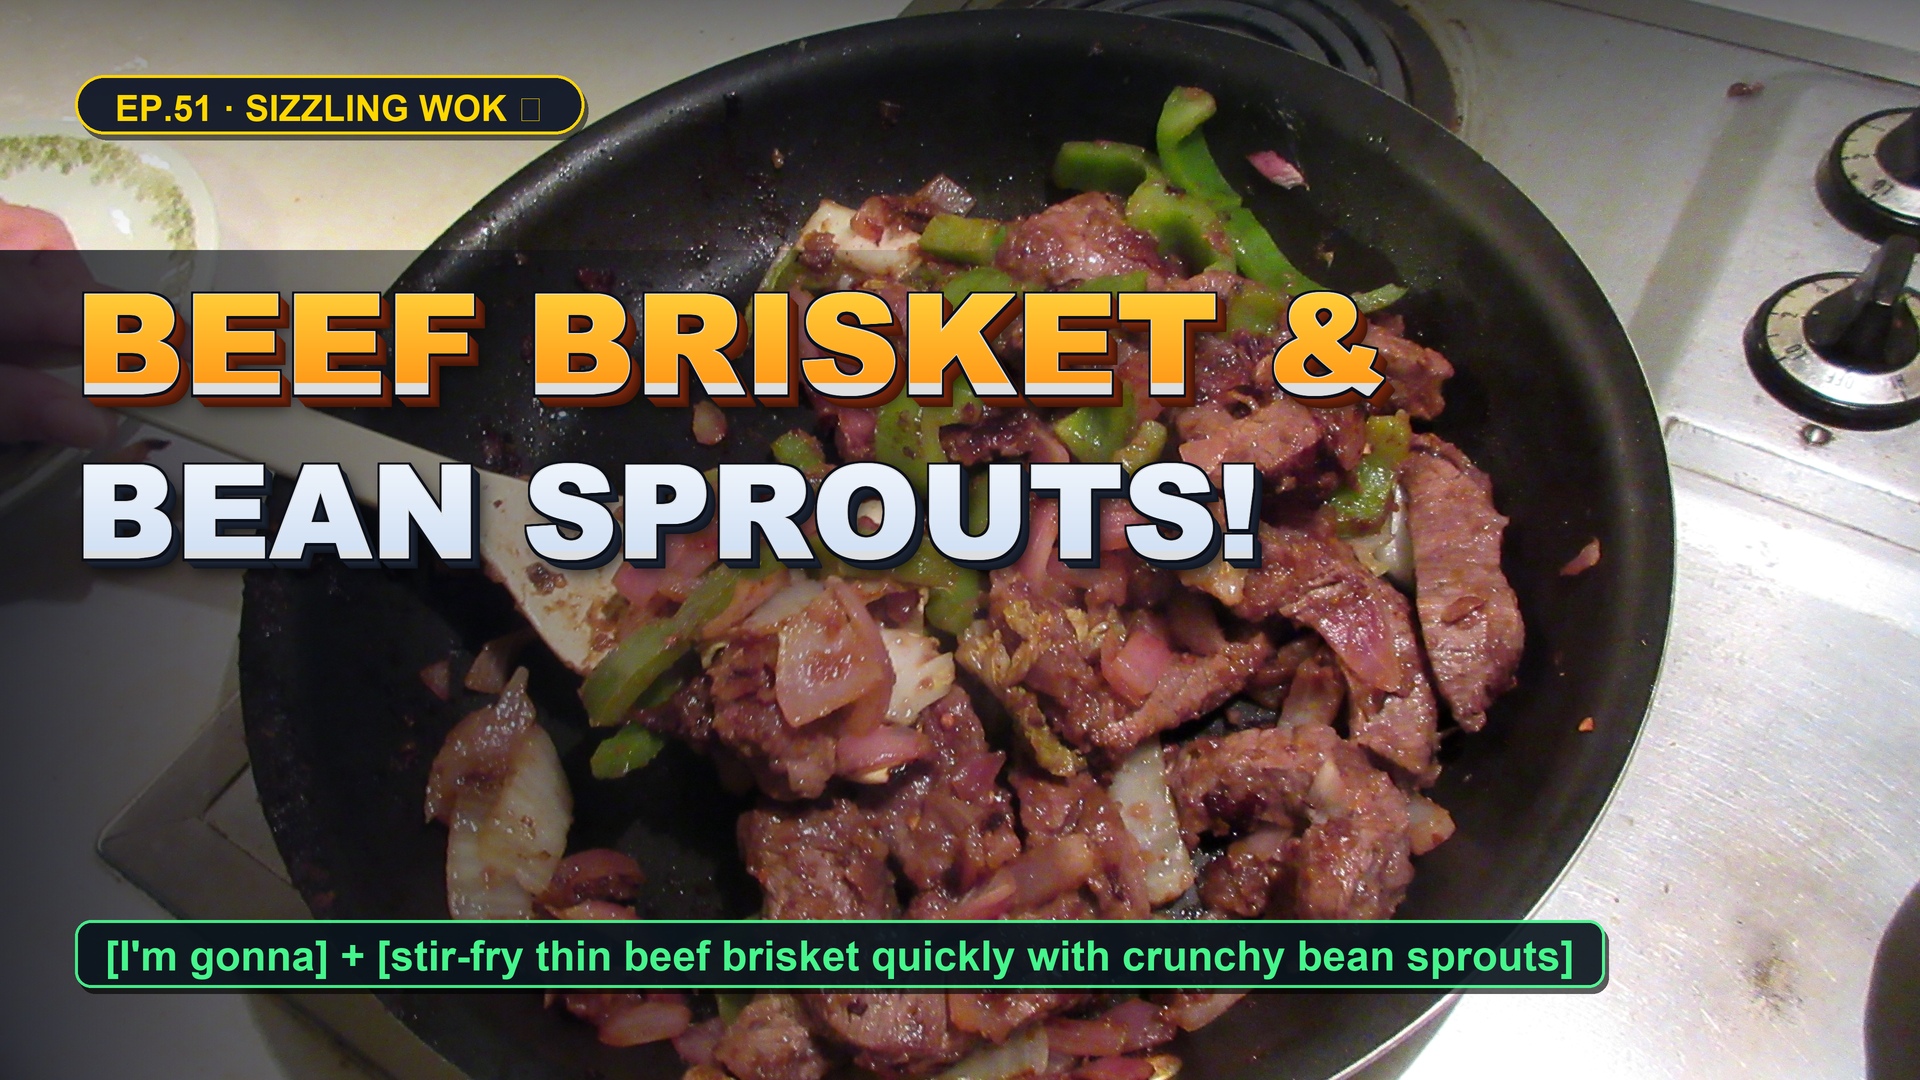 EP.51 · SIZZLING WOK
BEEF BRISKET &
BEAN SPROUTS!
[I'm gonna] + [stir-fry thin beef brisket quickly with crunchy bean sprouts]